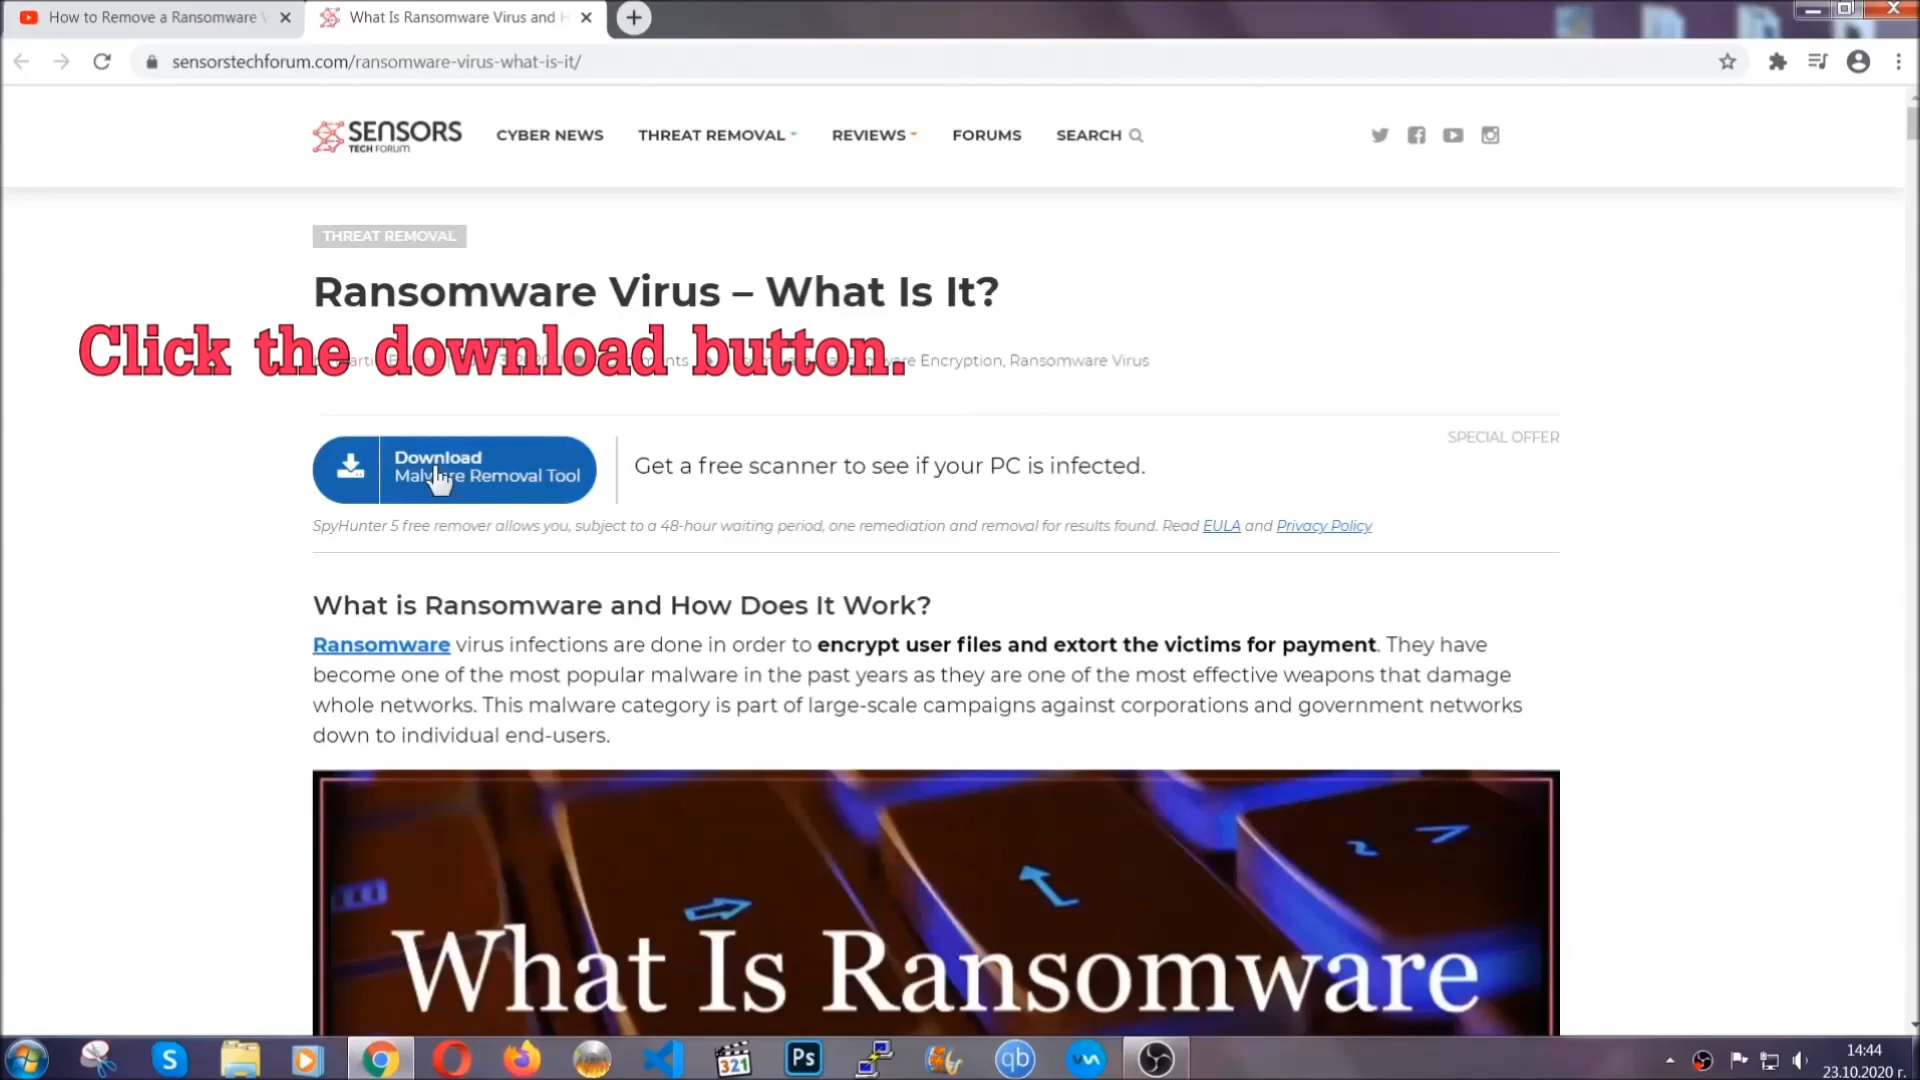 How to Remove a Ransomware
What Is Ransomware Virus and
sensorstechforum.com/ransomware-virus-what-is-it/
SENSORS
TECH FORUM
CYBER NEWS
THREAT REMOVAL
REVIEWS
FORUMS
SEARCH
THREAT REMOVAL
Ransomware Virus – What Is It?
Click the download button.
Encryption, Ransomware Virus
SPECIAL OFFER
Download
Malware Removal Tool
Get a free scanner to see if your PC is infected.
SpyHunter 5 free remover allows you, subject to a 48-hour waiting period, one remediation and removal for results found. Read EULA and Privacy Policy
What is Ransomware and How Does It Work?
Ransomware virus infections are done in order to encrypt user files and extort the victims for payment. They have
become one of the most popular malware in the past years as they are one of the most effective weapons that damage
whole networks. This malware category is part of large-scale campaigns against corporations and government networks
down to individual end-users.
What Is Ransomware
S
321
Ps
qb
14:44
23.10.2020 г.